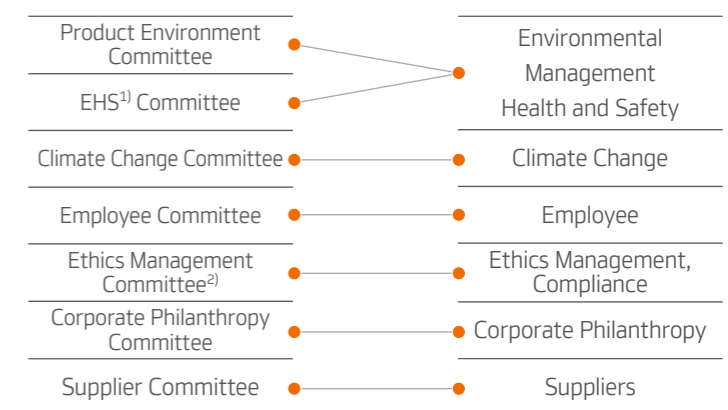 Product Environment
Committee
EHS1) Committee
Climate Change Committee
Employee Committee
Ethics Management
Committee2)
Corporate Philanthropy
Committee
Supplier Committee
Environmental
Management
Health and Safety
Climate Change
Employee
Ethics Management,
Compliance
Corporate Philanthropy
Suppliers